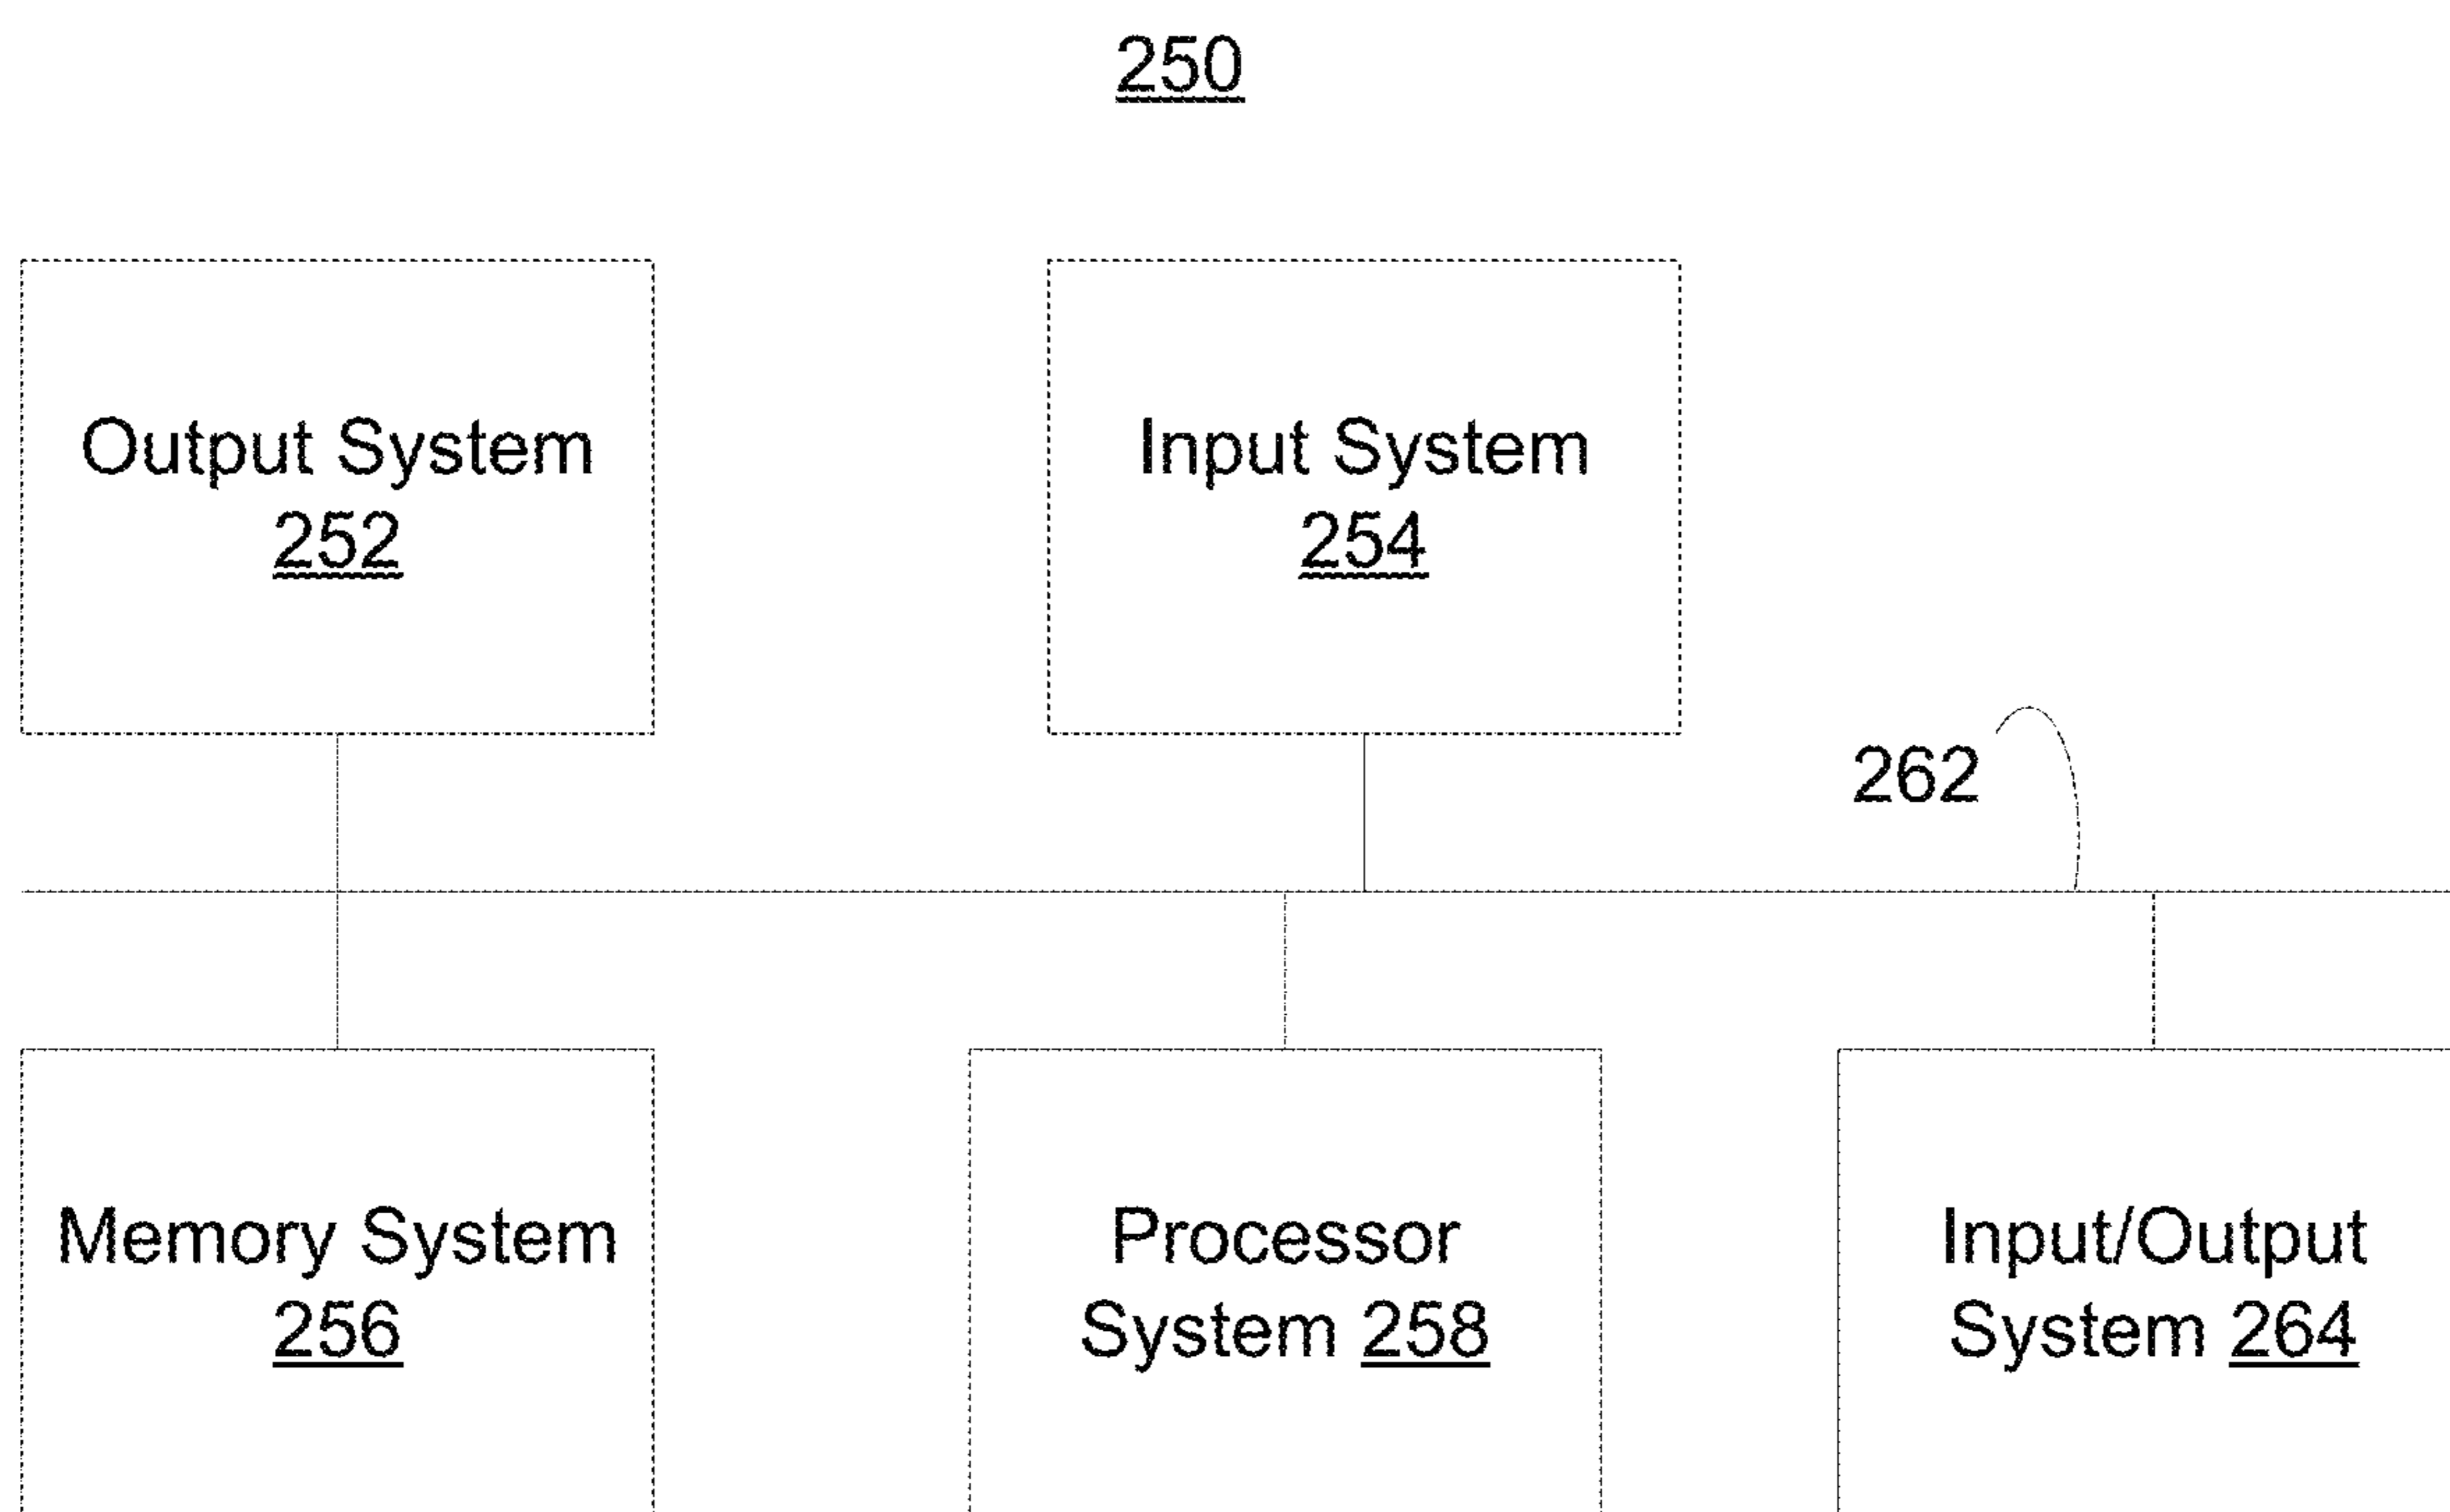 250
Output System
252
Input System
254
262
Memory System
256
Processor
System 258
Input/Output
System 264